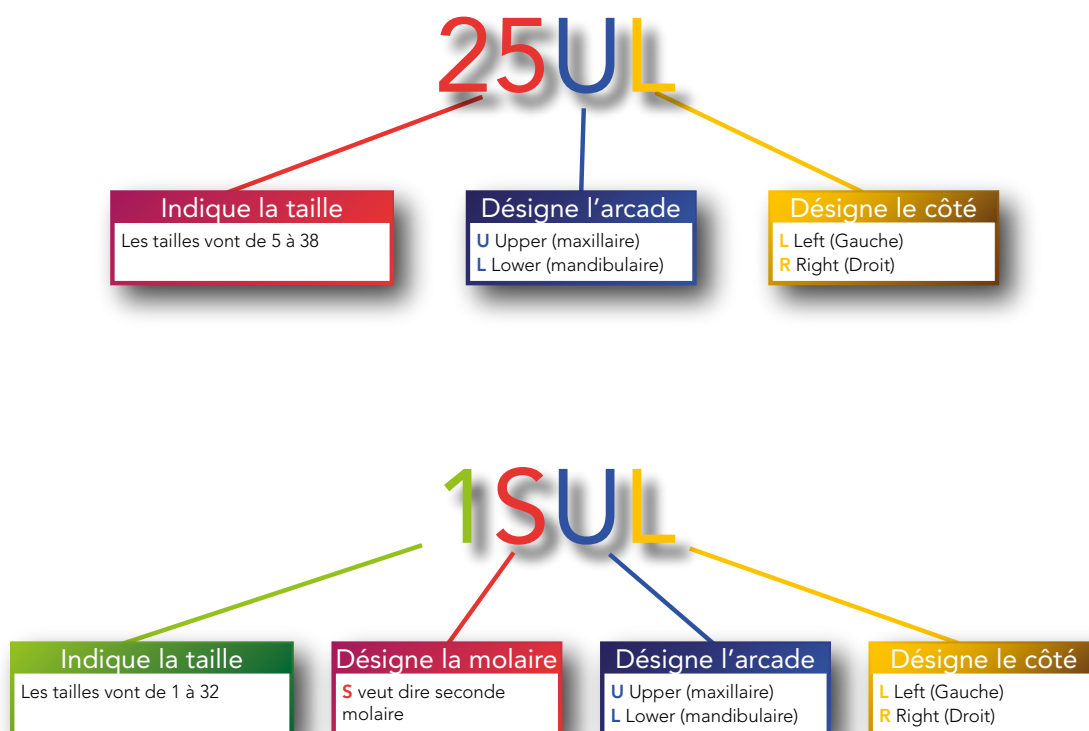 25UL
Indique la taille
Les tailles vont de 5 à 38
Désigne l'arcade
U Upper (maxillaire)
L Lower (mandibulaire)
Désigne le côté
L Left (Gauche)
R Right (Droit)
1SUL
Indique la taille
Les tailles vont de 1 à 32
Désigne la molaire
S veut dire seconde
molaire
Désigne l'arcade
U Upper (maxillaire)
L Lower (mandibulaire)
Désigne le côté
L Left (Gauche)
R Right (Droit)